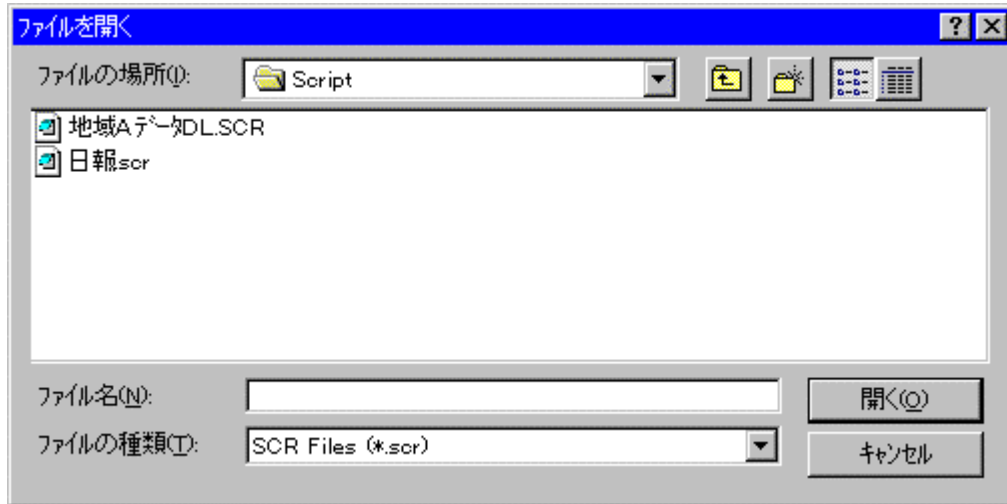 ファイルを開く
ファイルの場所(I):
Script
地域Aデｰﾀ DL.SCR
日報scr
ファイル名(N):
開く(O)
ファイルの種類(T):
SCR Files (*.scr)
キャンセル